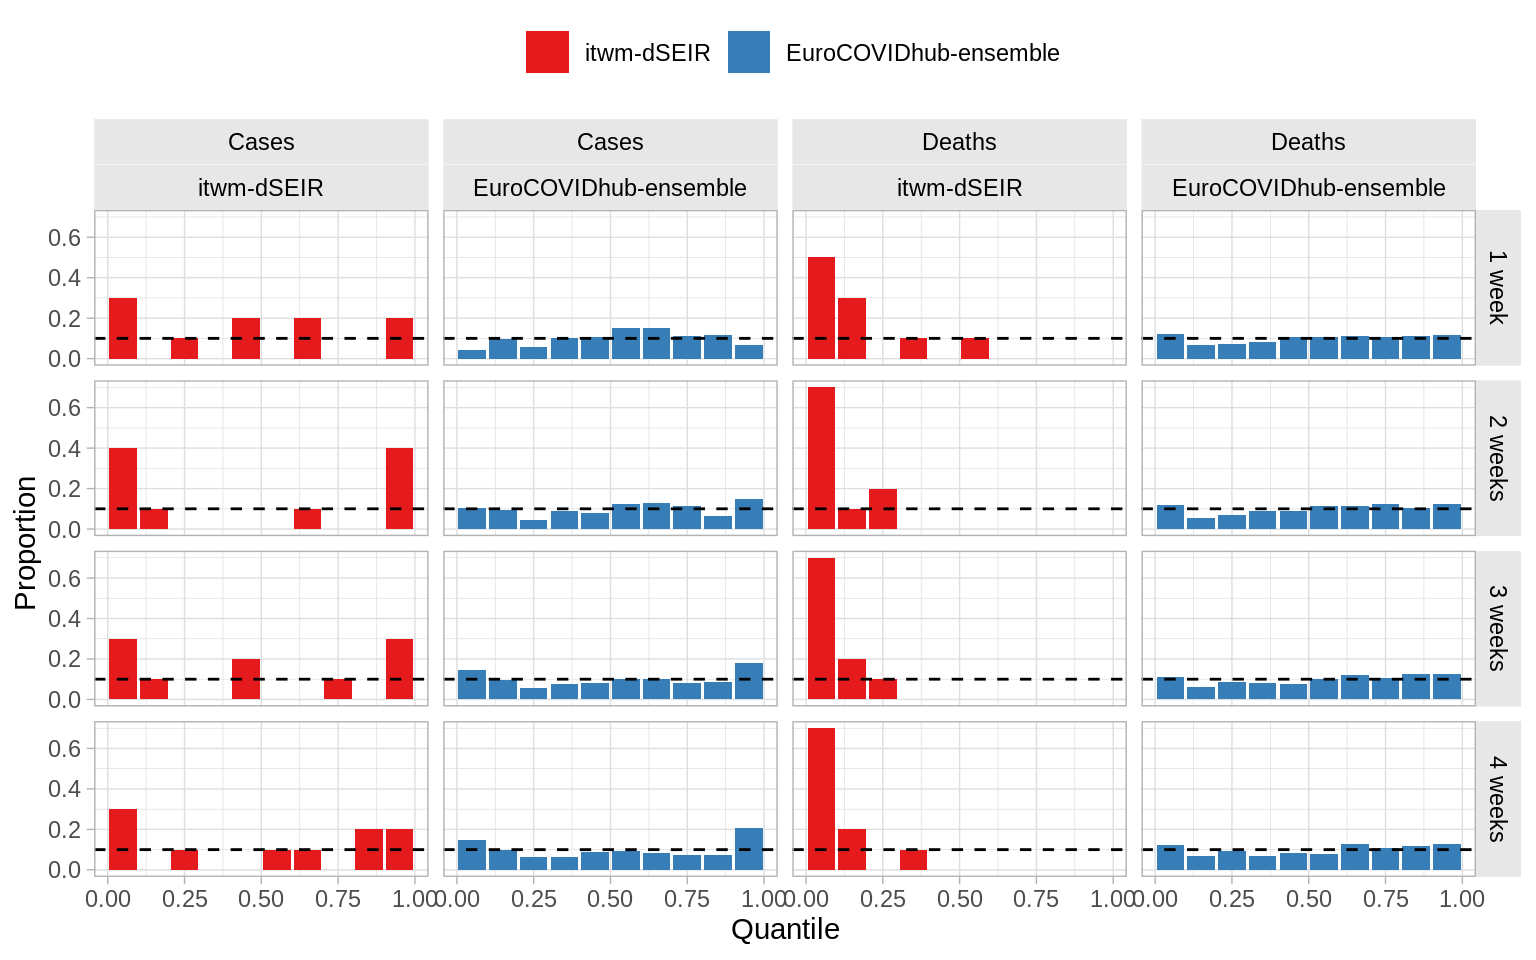 itwm-dSEIR EuroCOVIDhub-ensemble
Cases Cases Deaths Deaths
itwm-dSEIR EuroCOVIDhub-ensemble itwm-dSEIR EuroCOVIDhub-ensemble
0.6
0.4
0.2
0.0
1 week
0.6
0.4
0.2
0.0
2 weeks
Proportion
0.6
0.4
0.2
0.0
3 weeks
0.6
0.4
0.2
0.0
4 weeks
0.00 0.25 0.50 0.75 1.00 0.00 0.25 0.50 0.75 1.00 0.00 0.25 0.50 0.75 1.00 0.00 0.25 0.50 0.75 1.00
Quantile